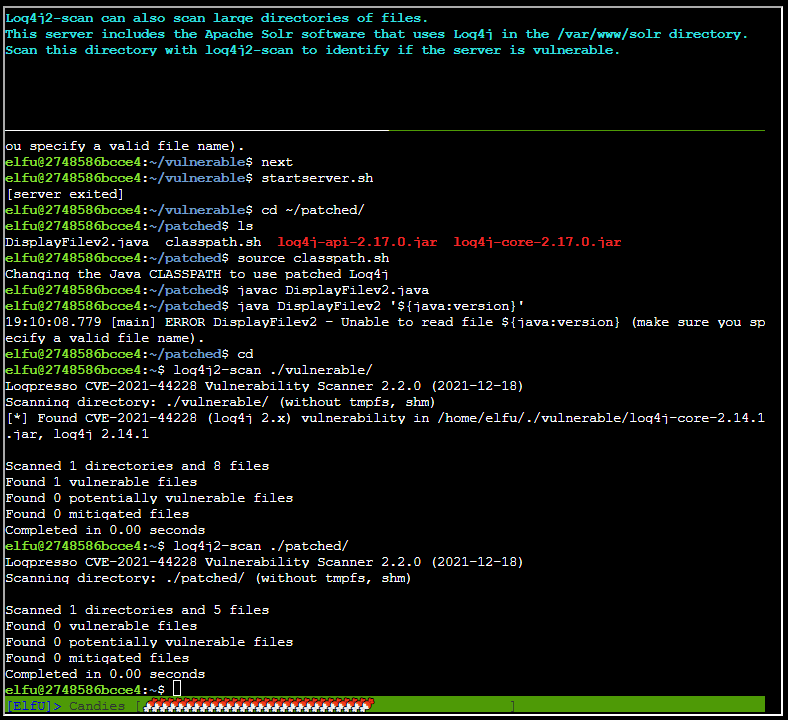 Log4j2-scan can also scan large directories of files.
This server includes the Apache Solr software that uses Log4j in the /var/www/solr directory.
Scan this directory with log4j2-scan to identify if the server is vulnerable.
ou specify a valid file name).
elfu@2748586bcce4:~/vulnerable$ next
elfu@2748586bcce4:~/vulnerable$ startserver.sh
[server exited]
elfu@2748586bcce4:~/vulnerable$ cd ~/patched/
elfu@2748586bcce4:~/patched$ ls
DisplayFilev2.java  classpath.sh  log4j-api-2.17.0.jar  log4j-core-2.17.0.jar
elfu@2748586bcce4:~/patched$ source classpath.sh
Changing the Java CLASSPATH to use patched Log4j
elfu@2748586bcce4:~/patched$ javac DisplayFilev2.java
elfu@2748586bcce4:~/patched$ java DisplayFilev2 '${java:version}'
19:10:08.779 [main] ERROR DisplayFilev2 - Unable to read file ${java:version} (make sure you sp
ecify a valid file name).
elfu@2748586bcce4:~/patched$ cd
elfu@2748586bcce4:~$ log4j2-scan ./vulnerable/
Logpresso CVE-2021-44228 Vulnerability Scanner 2.2.0 (2021-12-18)
Scanning directory: ./vulnerable/ (without tmpfs, shm)
[*] Found CVE-2021-44228 (log4j 2.x) vulnerability in /home/elfu/./vulnerable/log4j-core-2.14.1
.jar, log4j 2.14.1
Scanned 1 directories and 8 files
Found 1 vulnerable files
Found 0 potentially vulnerable files
Found 0 mitigated files
Completed in 0.00 seconds
elfu@2748586bcce4:~$ log4j2-scan ./patched/
Logpresso CVE-2021-44228 Vulnerability Scanner 2.2.0 (2021-12-18)
Scanning directory: ./patched/ (without tmpfs, shm)
Scanned 1 directories and 5 files
Found 0 vulnerable files
Found 0 potentially vulnerable files
Found 0 mitigated files
Completed in 0.00 seconds
elfu@2748586bcce4:~$
[ElfU]> Candies [ ]